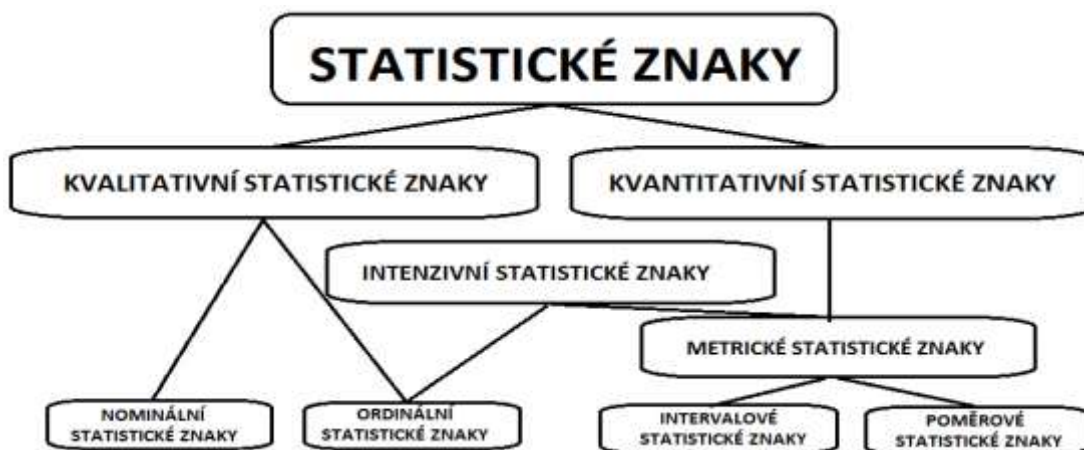 STATISTICKÉ ZNAKY
KVALITATIVNÍ STATISTICKÉ ZNAKY
KVANTITATIVNÍ STATISTICKÉ ZNAKY
INTENZIVNÍ STATISTICKÉ ZNAKY
METRICKÉ STATISTICKÉ ZNAKY
NOMINÁLNÍ
STATISTICKÉ ZNAKY
ORDINÁLNÍ
STATISTICKÉ ZNAKY
INTERVALOVÉ
STATISTICKÉ ZNAKY
POMĚROVÉ
STATISTICKÉ ZNAKY